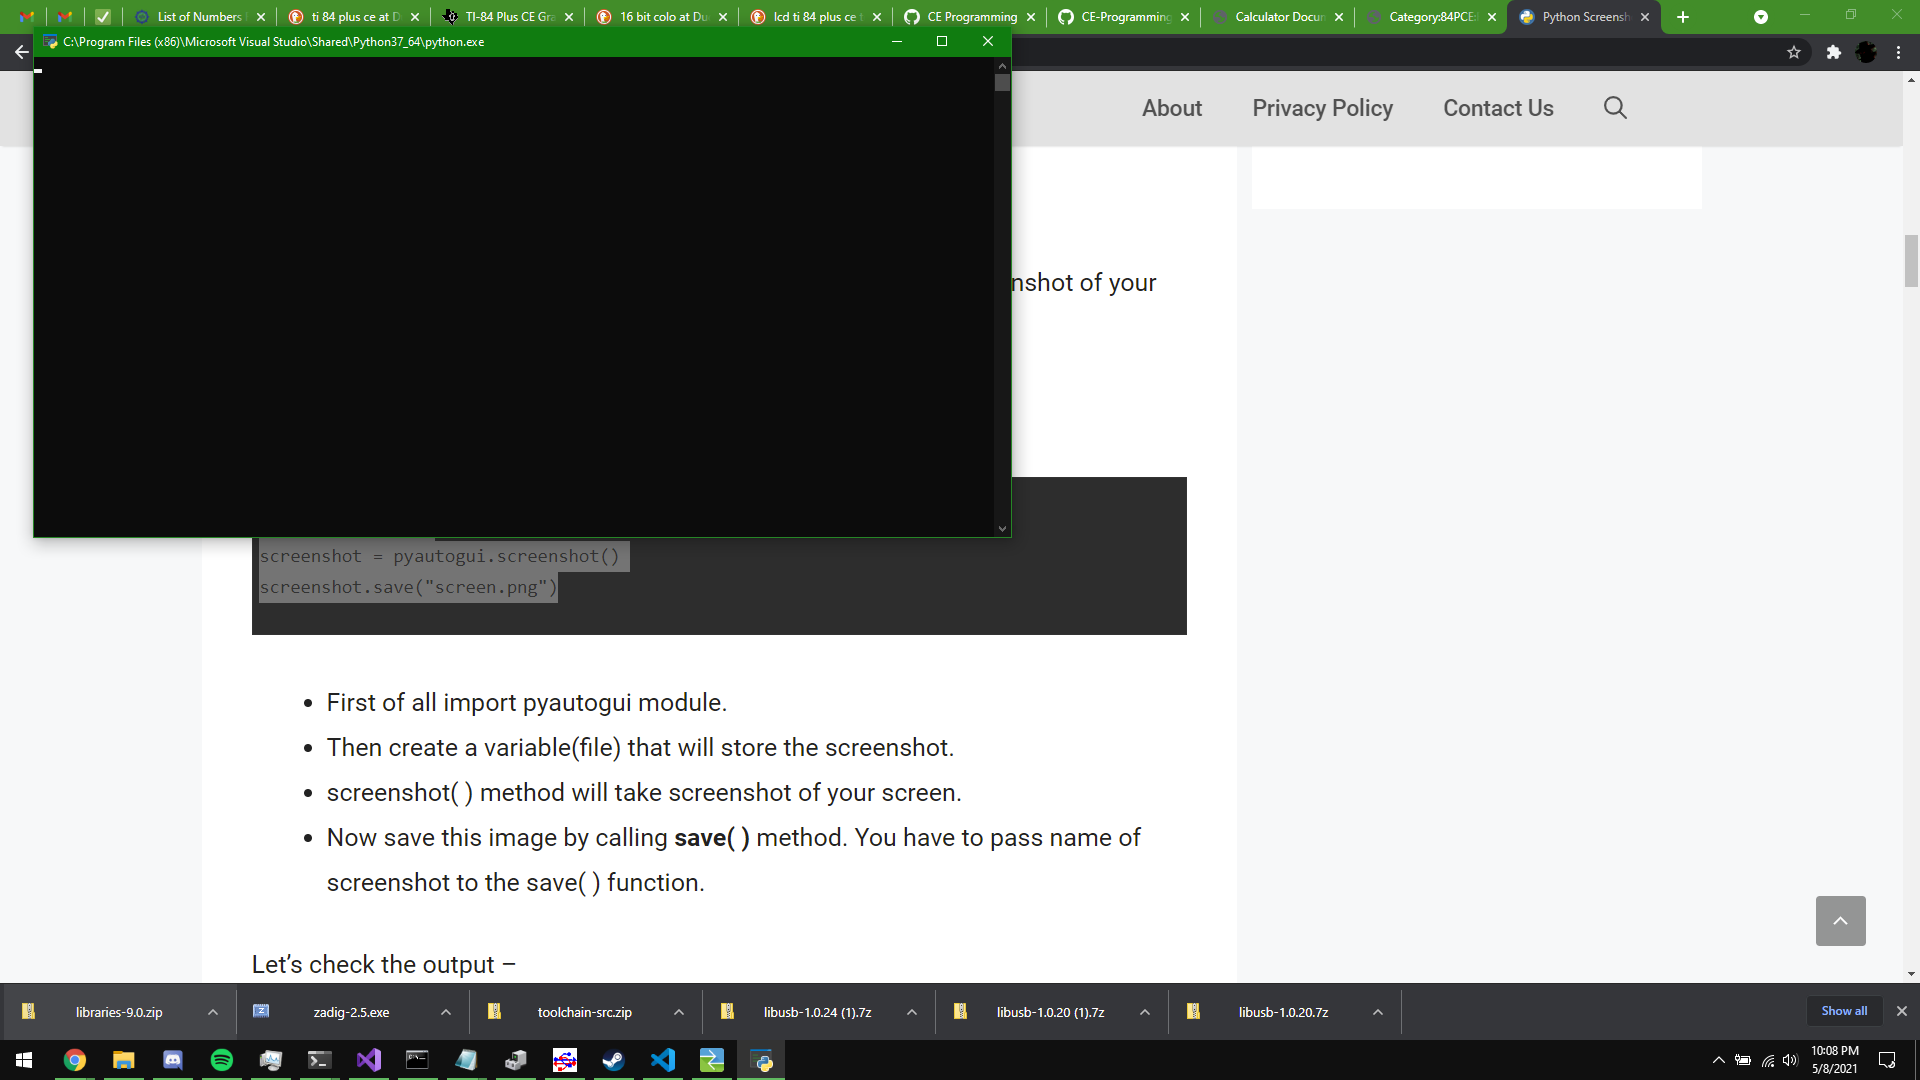 List of Numbers
ti 84 plus ce at D
TI-84 Plus CE Gra
16 bit colo at Du
lcd ti 84 plus ce t
CE Programming
CE-Programming
Calculator Docum
Category:84PCE:
Python Screensh
C:\Program Files (x86)\Microsoft Visual Studio\Shared\Python37_64\python.exe
About
Privacy Policy
Contact Us
nshot of your
screenshot = pyautogui.screenshot()
screenshot.save("screen.png")
• First of all import pyautogui module.
• Then create a variable(file) that will store the screenshot.
• screenshot( ) method will take screenshot of your screen.
• Now save this image by calling save( ) method. You have to pass name of
screenshot to the save( ) function.
Let’s check the output –
libraries-9.0.zip
zadig-2.5.exe
toolchain-src.zip
libusb-1.0.24 (1).7z
libusb-1.0.20 (1).7z
libusb-1.0.20.7z
Show all
10:08 PM
5/8/2021